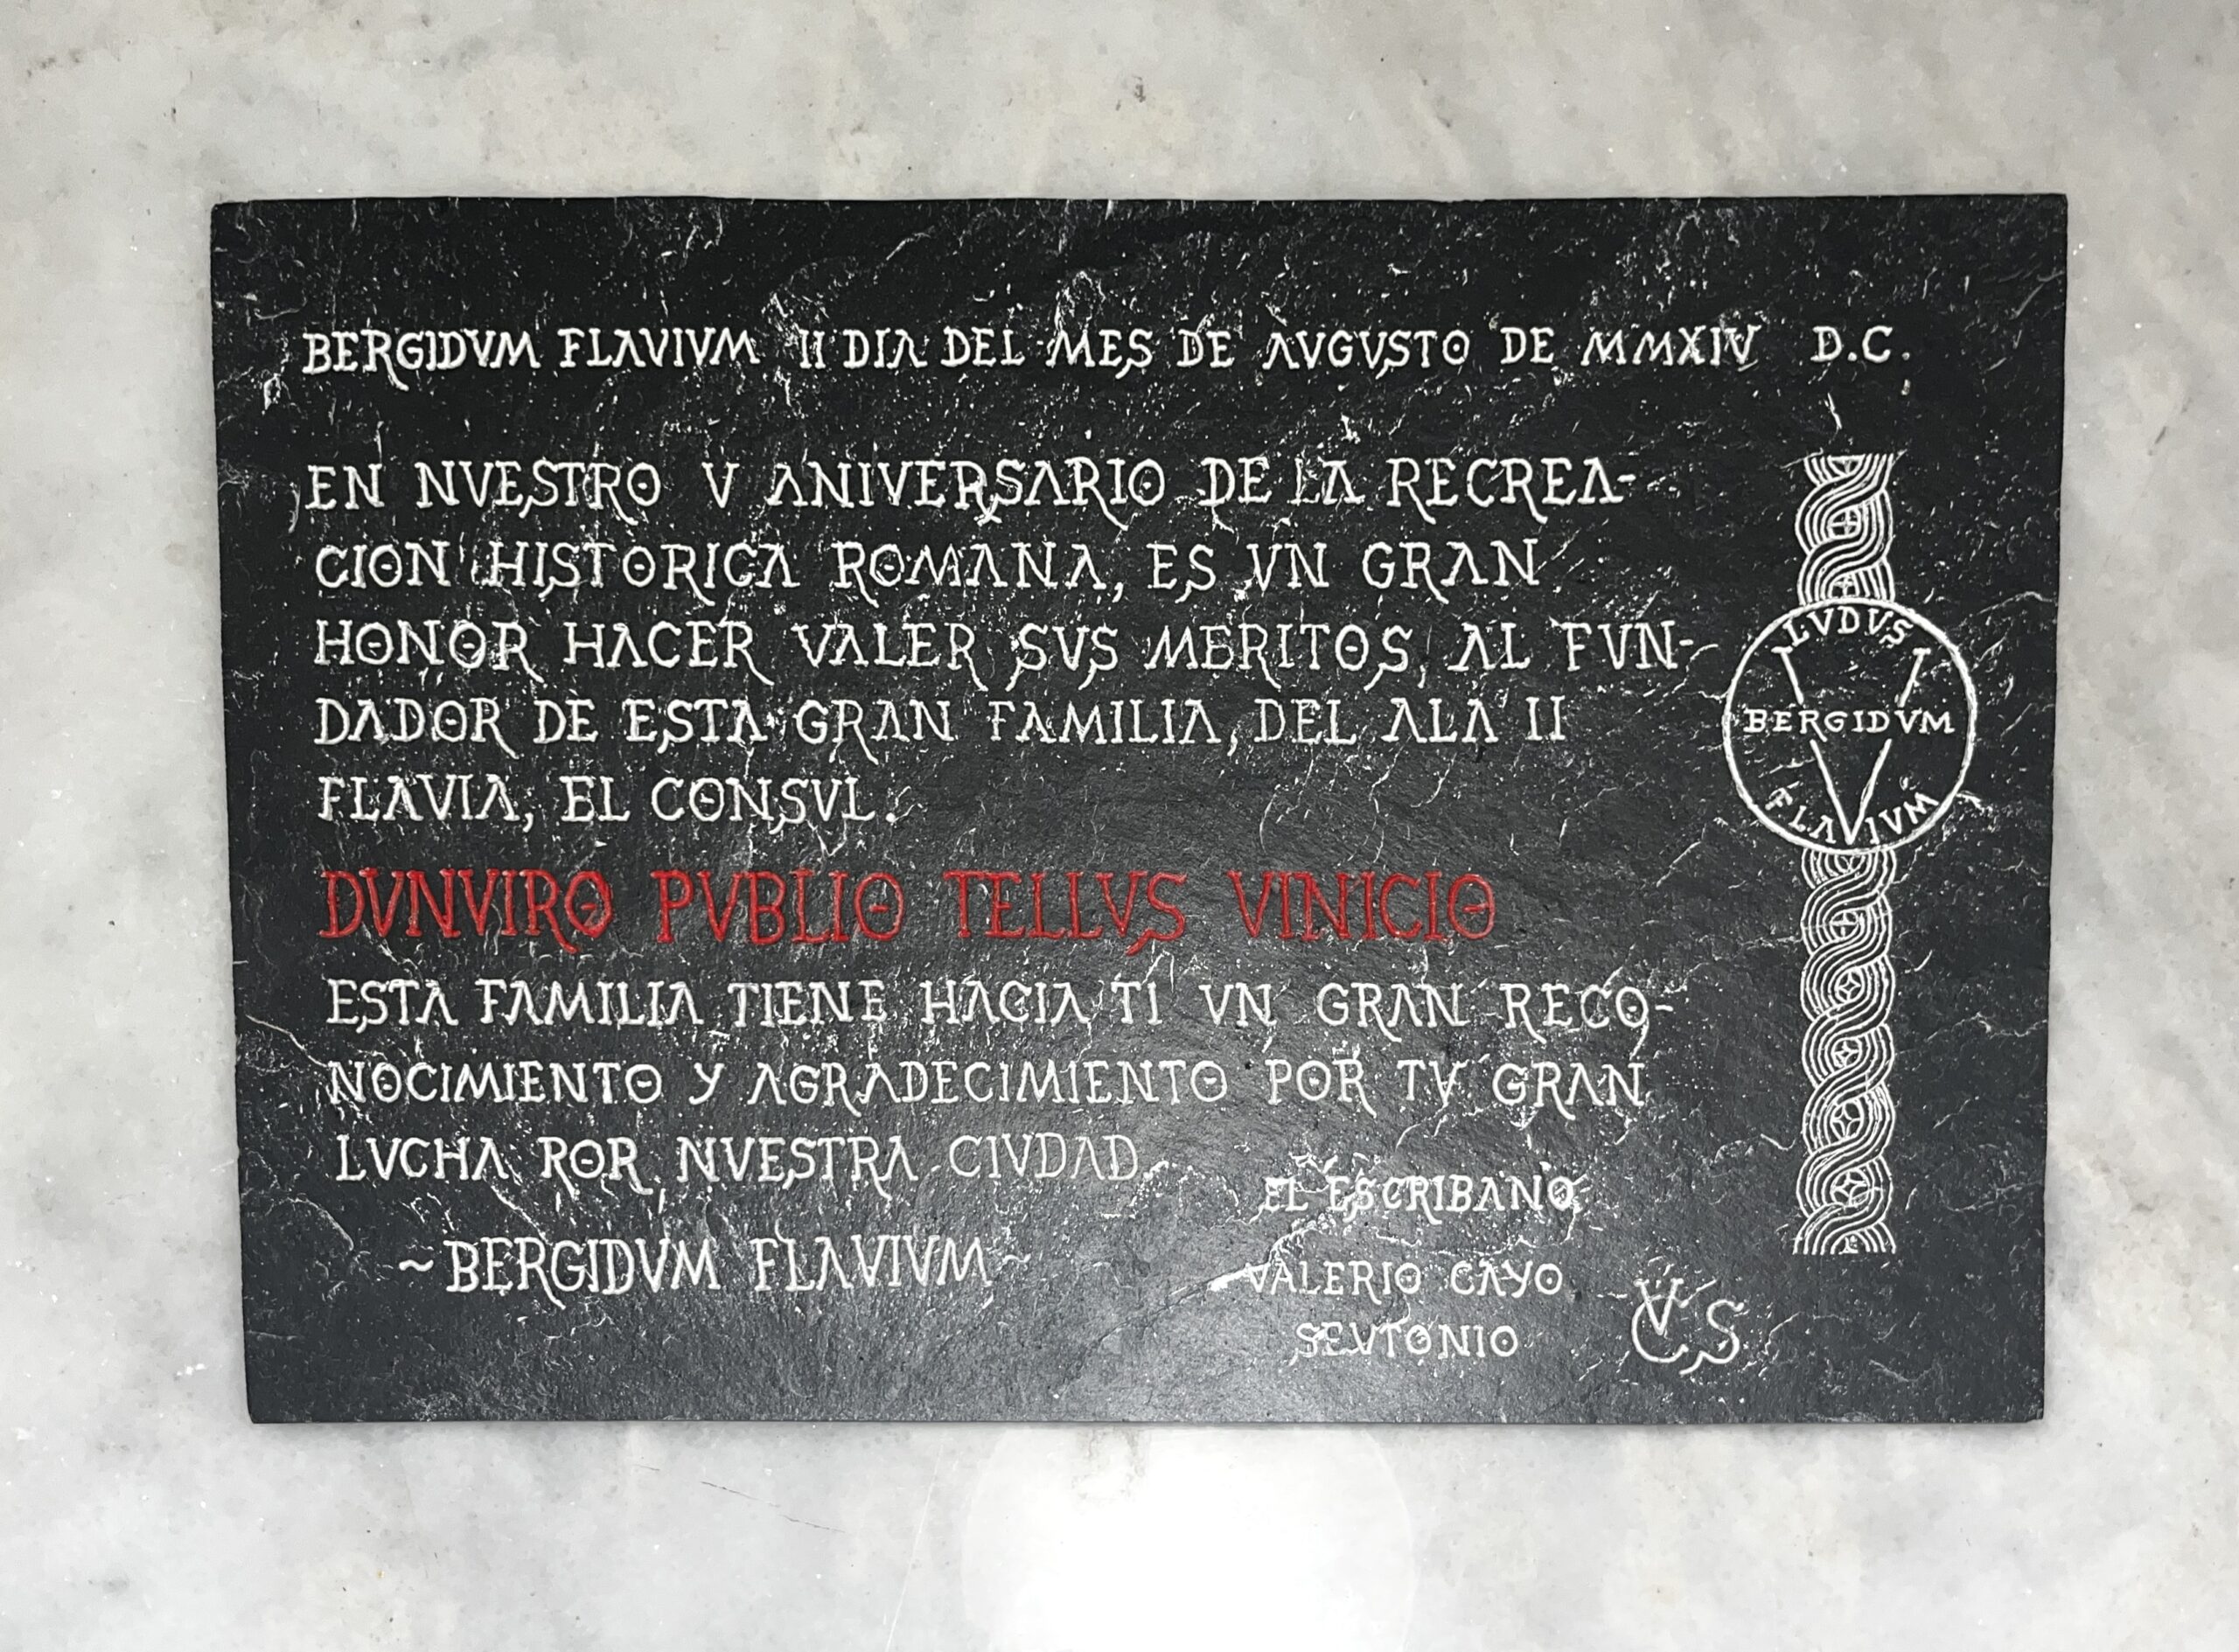 BERGIDVM FLAVIVM II DIA DEL MES DE AVGVSTO DE MMXIV D.C.
EN NVESTRO V ANIVERSARIO DE LA RECREA-
CION HISTORICA ROMANA, ES VN GRAN
HONOR HACER VALER SVS MERITOS, AL FVN-
DADOR DE ESTA GRAN FAMILIA, DEL ALA II
FLAVIA, EL CONSVL.
DVNVIRO PVBLIO TELLVS VINICIO
ESTA FAMILIA TIENE HACIA TI VN GRAN RECO-
NOCIMIENTO Y AGRADECIMIENTO POR TV GRAN
LVCHA ROR NVESTRA CIVDAD.
~BERGIDVM FLAVIVM~
EL ESCRIBANO
VALERIO CAYO
SEVTONIO
VCS
LVDVS
V
BERGIDVM
FLAVIVM